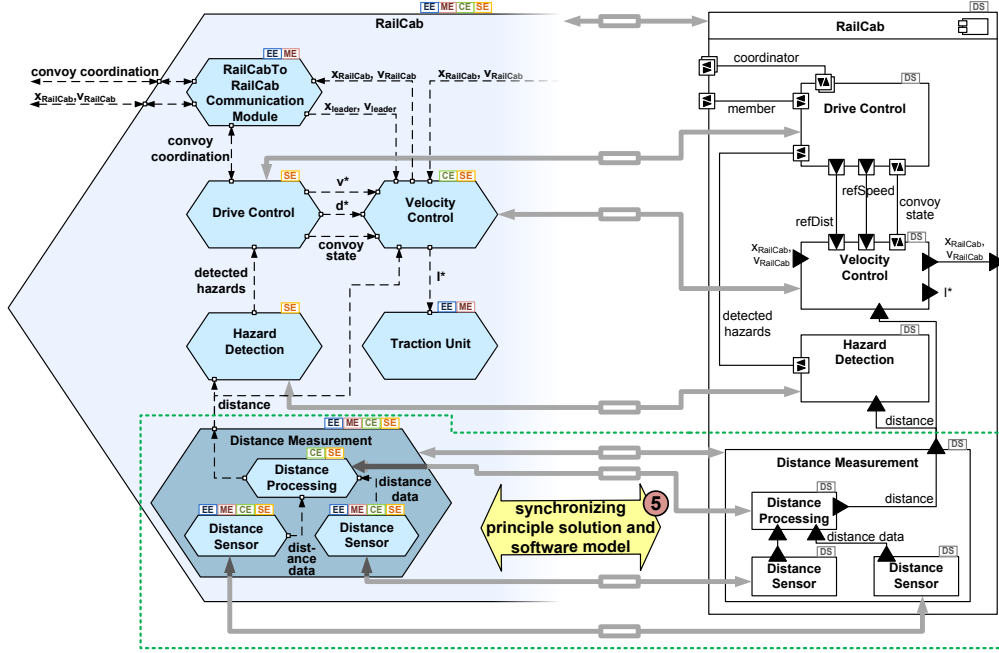 EE ME CE SE
RailCab
EE ME
RailCabTo
RailCab
Communication
Module
convoy coordination
xRailCab,vRailCab
xRailCab, vRailCab
xRailCab, vRailCab
xleader, vleader
convoy
coordination
SE
Drive Control
v*
d*
convoy
state
CE SE
Velocity
Control
detected
hazards
I*
SE
Hazard
Detection
EE ME
Traction Unit
distance
EE ME CE SE
Distance Measurement
CE SE
Distance
Processing
distance
data
EE ME CE SE
Distance
Sensor
dist-
ance
data
EE ME CE SE
Distance
Sensor
5
synchronizing
principle solution and
software model
DS
RailCab
coordinator
DS
Drive Control
member
refSpeed
refDist
convoy
state
DS
xRailCab,
vRailCab
Velocity
Control
xRailCab,
vRailCab
I*
detected
hazards
DS
Hazard
Detection
distance
DS
Distance Measurement
DS
Distance
Processing
distance
distance data
DS
Distance
Sensor
DS
Distance
Sensor